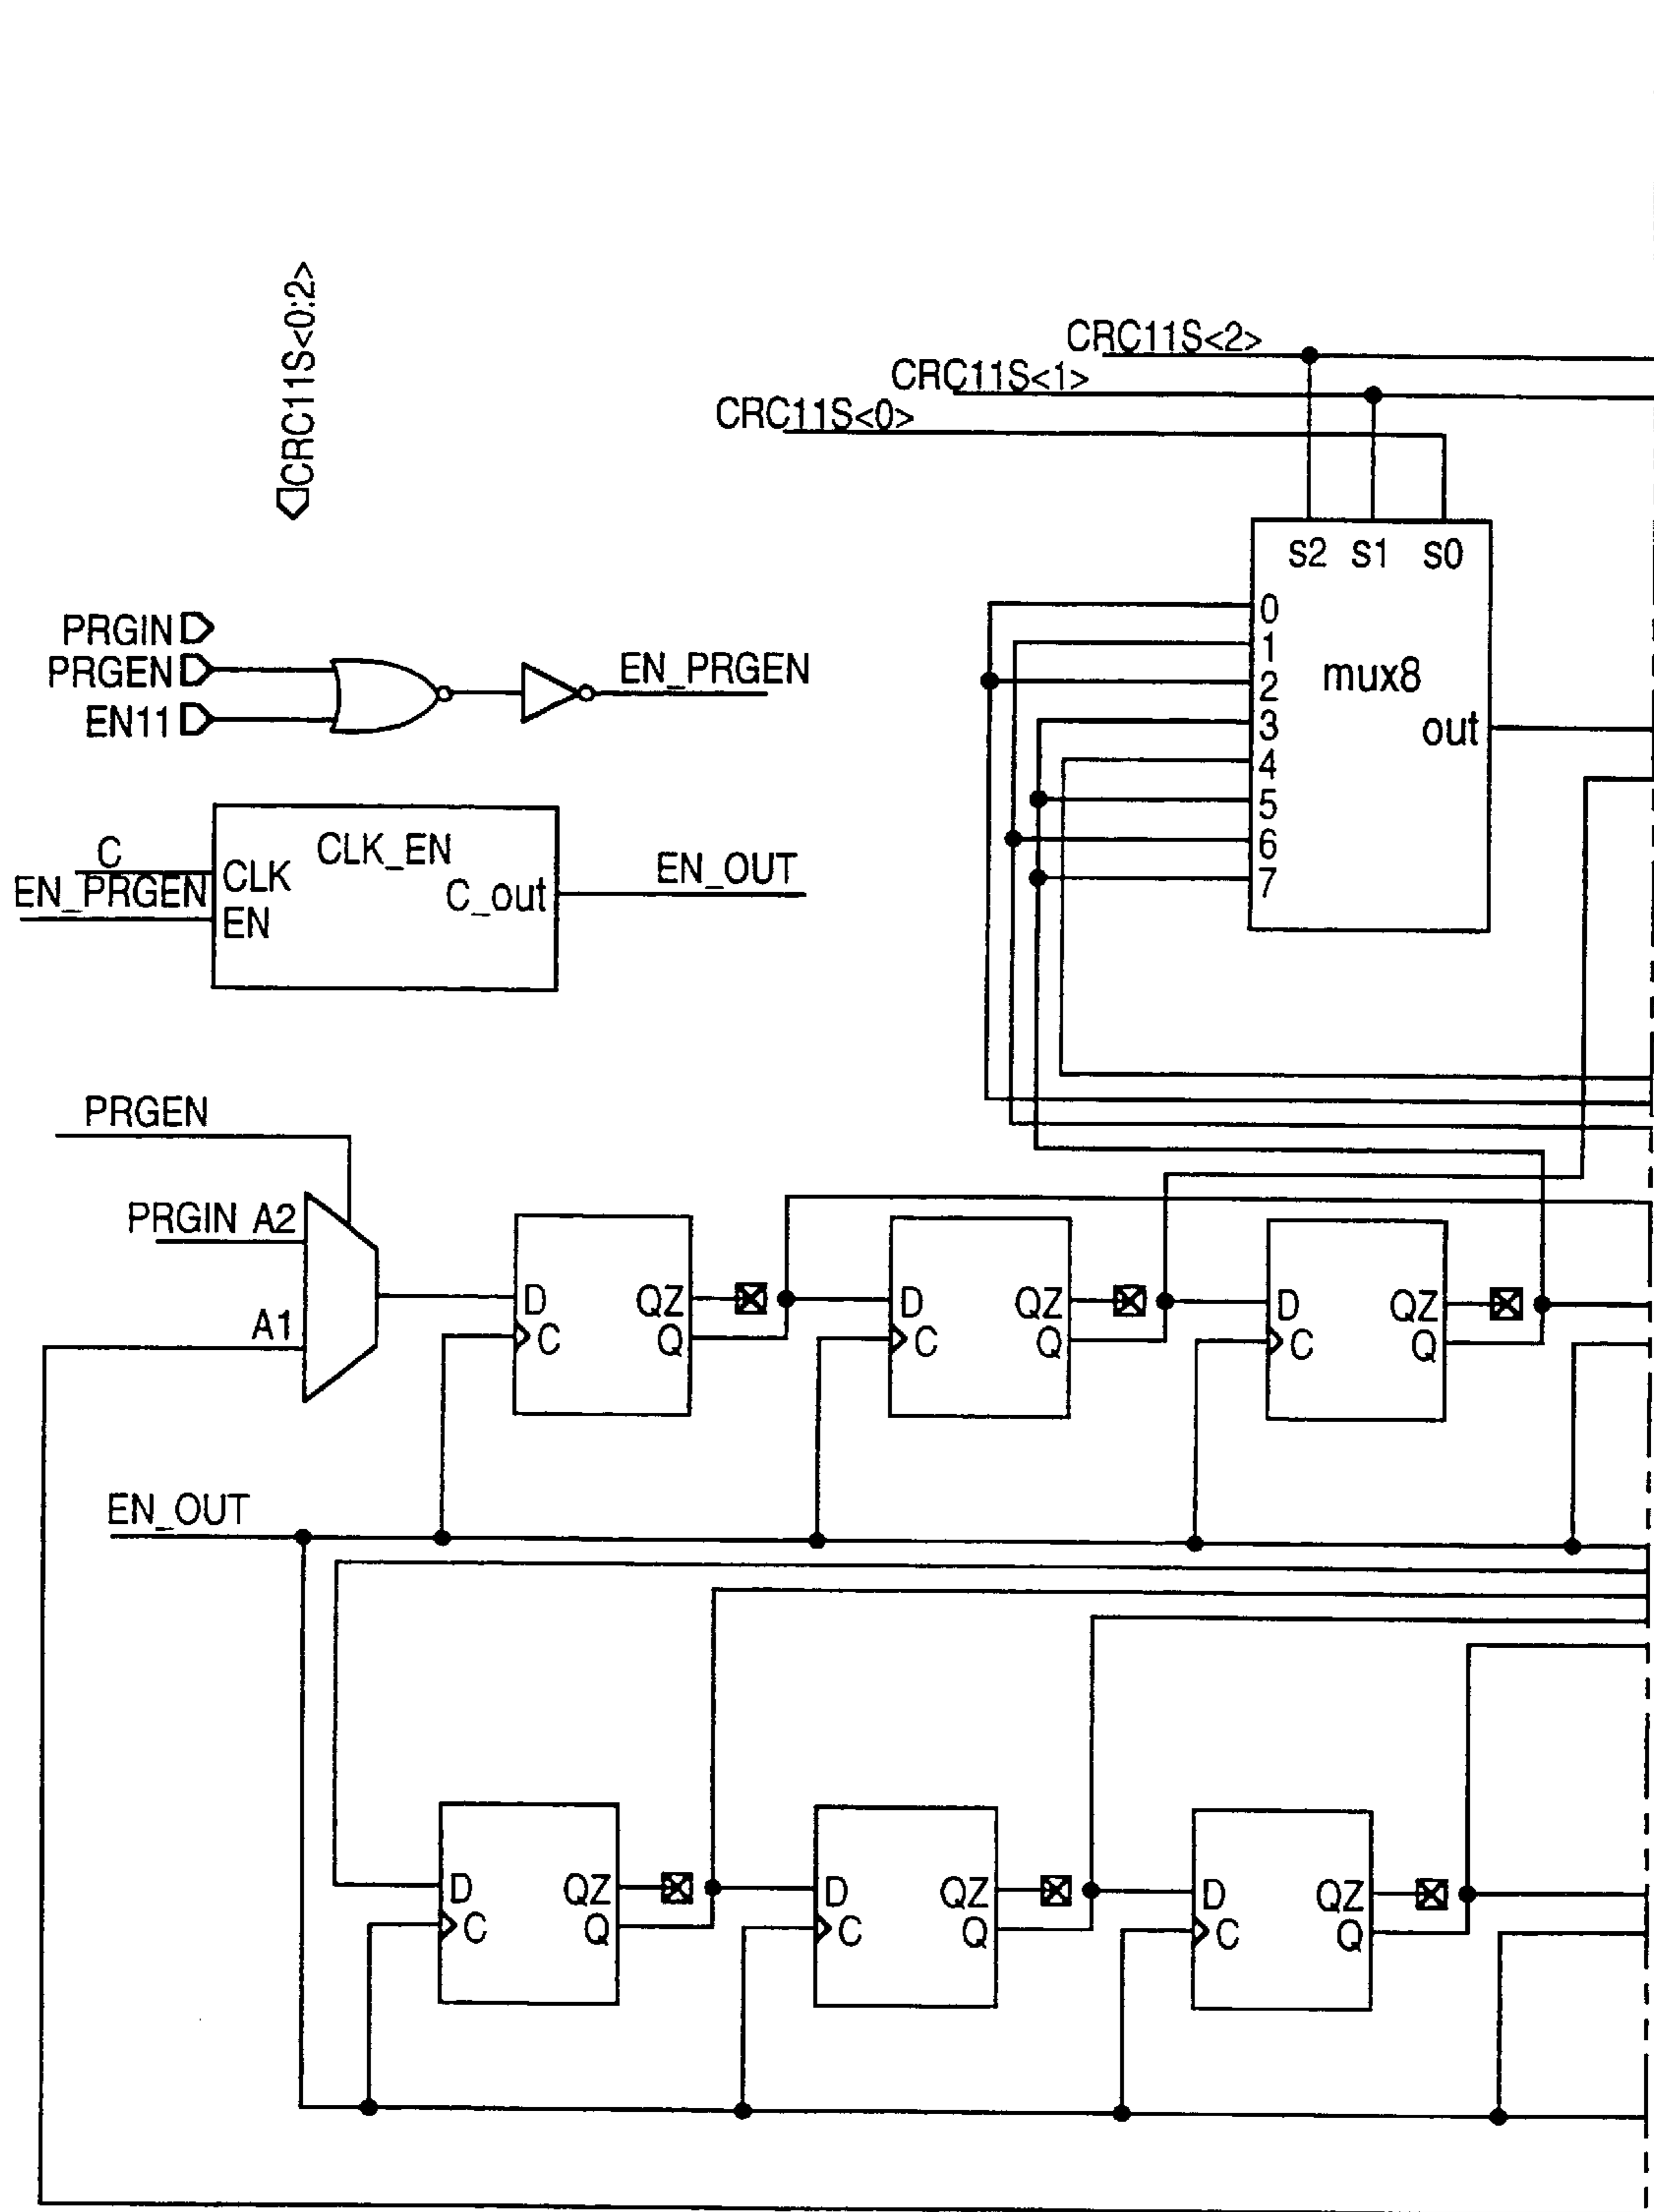 CRC11S<0:2>
CRC11S<2>
CRC11S<1>
CRC11S<0>
S2 S1 S0
0
1
2
3
4
5
6
7
mux8
out
PRGIN
PRGEN
EN11
EN_PRGEN
C
EN_PRGEN
CLK
EN
CLK_EN
C_out
EN_OUT
PRGEN
PRGIN A2
A1
D
C
QZ
Q
D
C
QZ
Q
D
C
QZ
Q
EN_OUT
D
C
QZ
Q
D
C
QZ
Q
D
C
QZ
Q